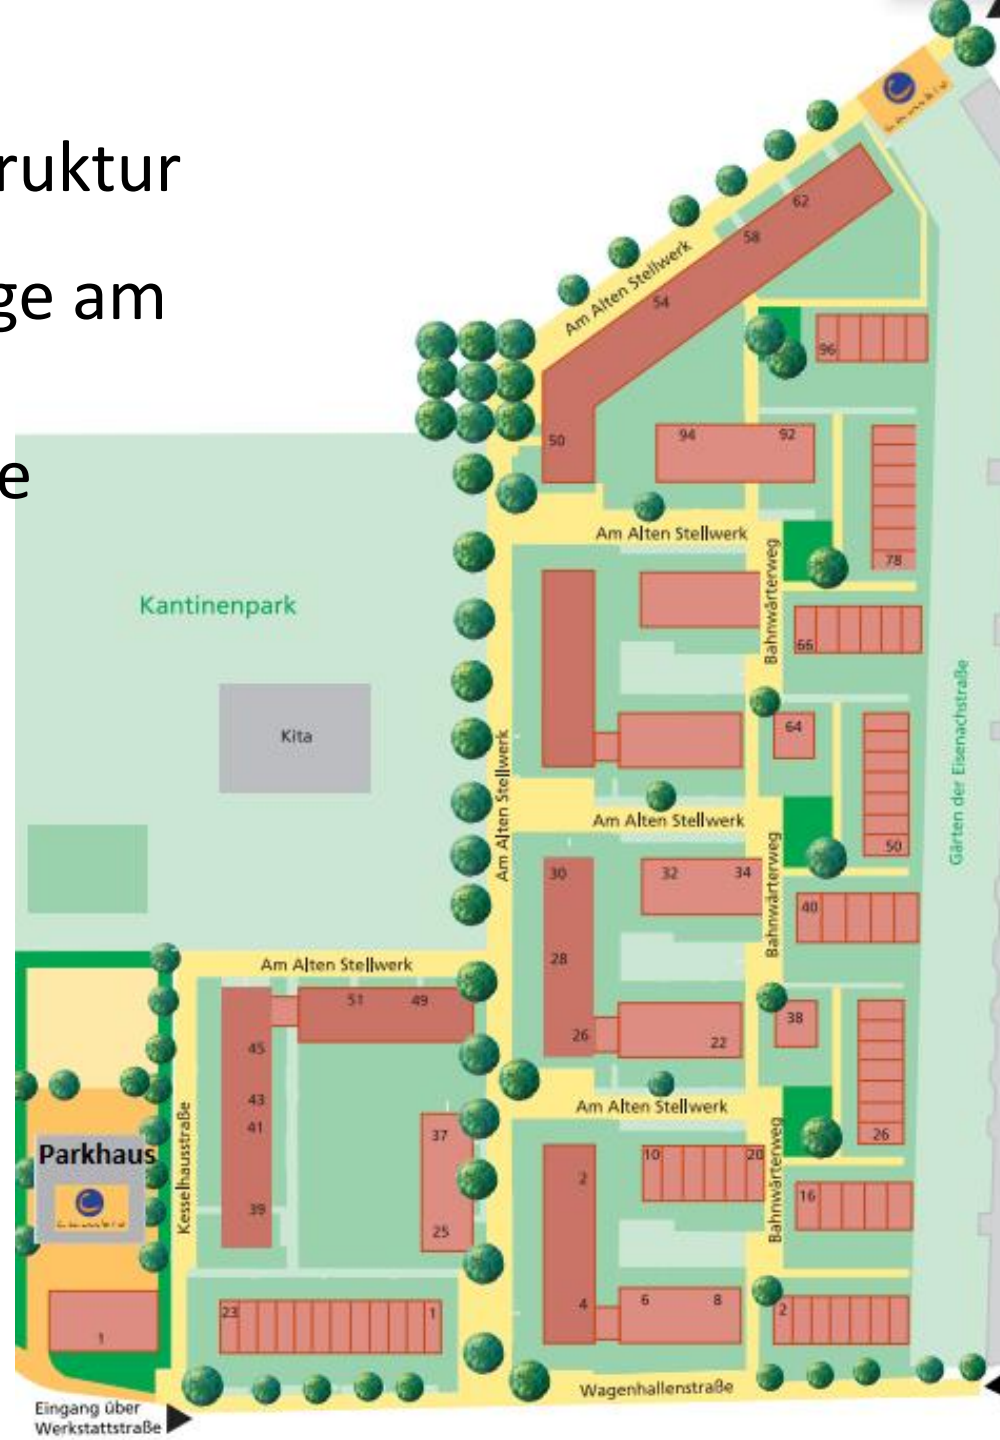 ruktur
ge am
e
62
58
Am Alten Stellwerk
54
96
50
94
92
78
Am Alten Stellwerk
Bahnwärterweg
66
Kantinenpark
Kita
64
50
Am Alten Stellwerk
Am Alten Stellwerk
Gärten der Eisenachstraße
30
32
34
Bahnwärterweg
40
28
26
22
38
26
Am Alten Stellwerk
51
49
45
43
41
39
37
25
Kesselhausstraße
Am Alten Stellwerk
2
10
20
Bahnwärterweg
16
4
6
8
2
Parkhaus
1
23
1
Wagenhallenstraße
Eingang über
Werkstattstraße